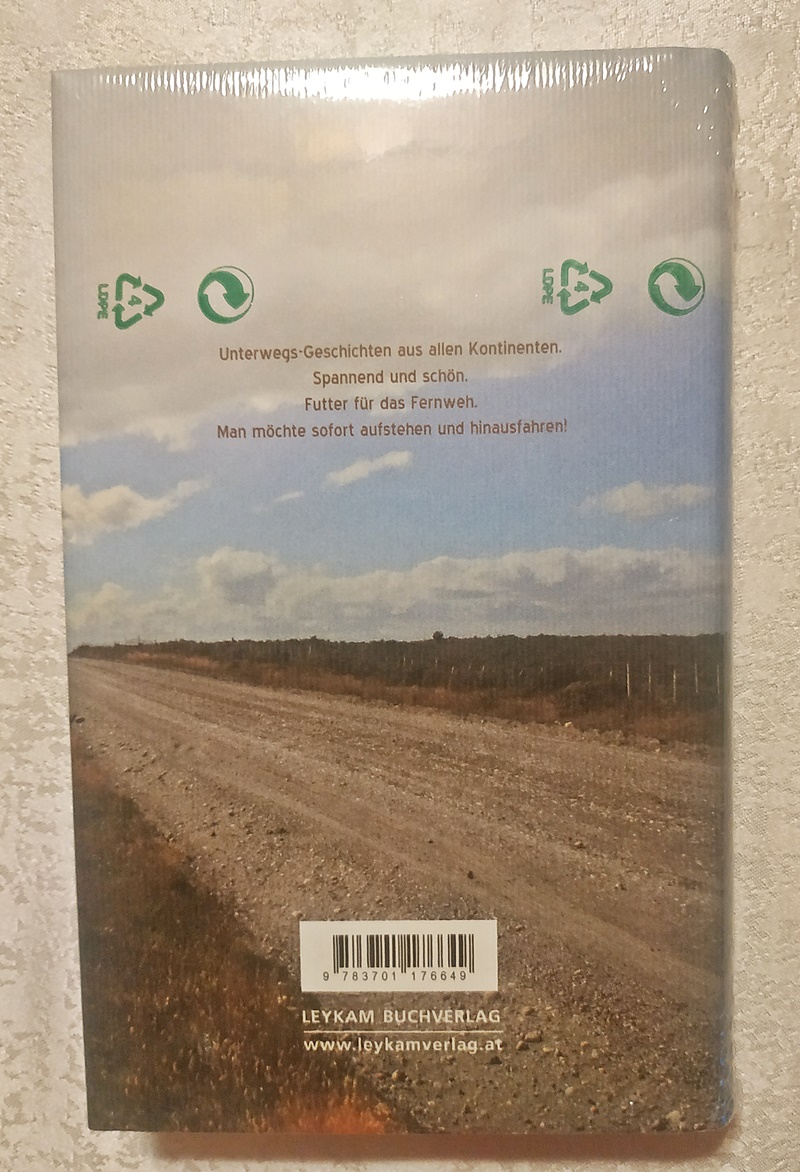 LDPE
4
LDPE
4
Unterwegs-Geschichten aus allen Kontinenten.
Spannend und schön.
Futter für das Fernweh.
Man möchte sofort aufstehen und hinausfahren!
9 783701 176649
LEYKAM BUCHVERLAG
www.leykamverlag.at